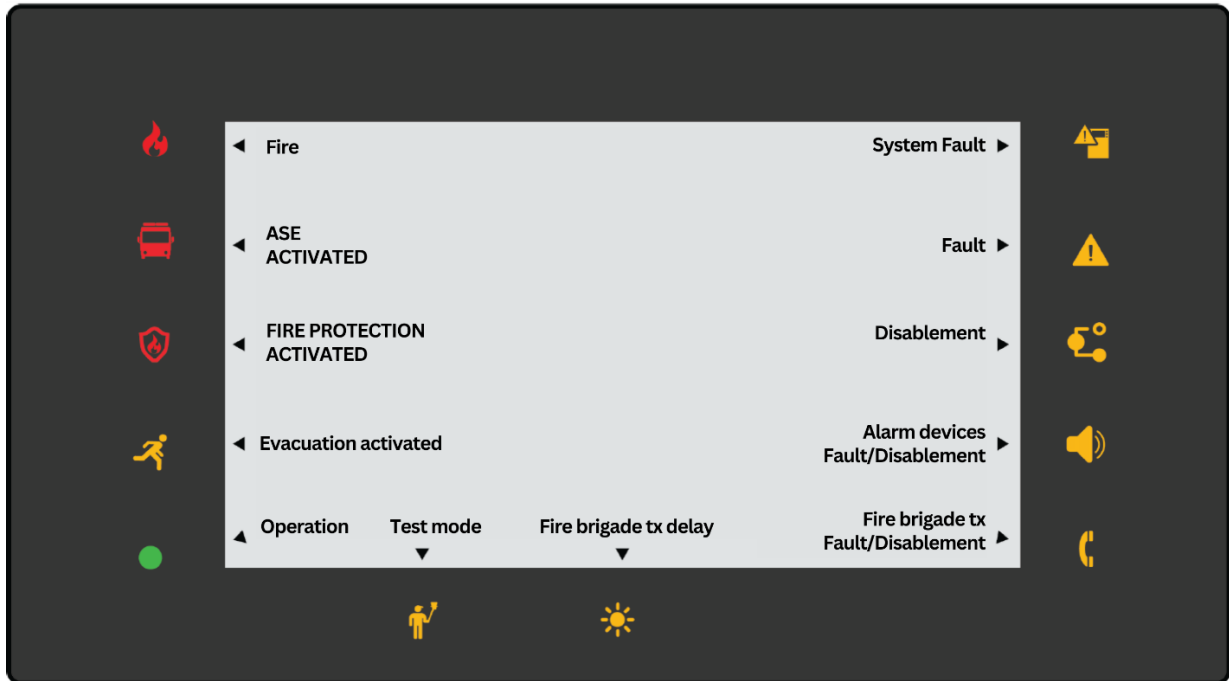 Fire
System Fault
ASE
ACTIVATED
Fault
FIRE PROTECTION
ACTIVATED
Disablement
Evacuation activated
Alarm devices
Fault/Disablement
Operation
Test mode
Fire brigade tx delay
Fire brigade tx
Fault/Disablement